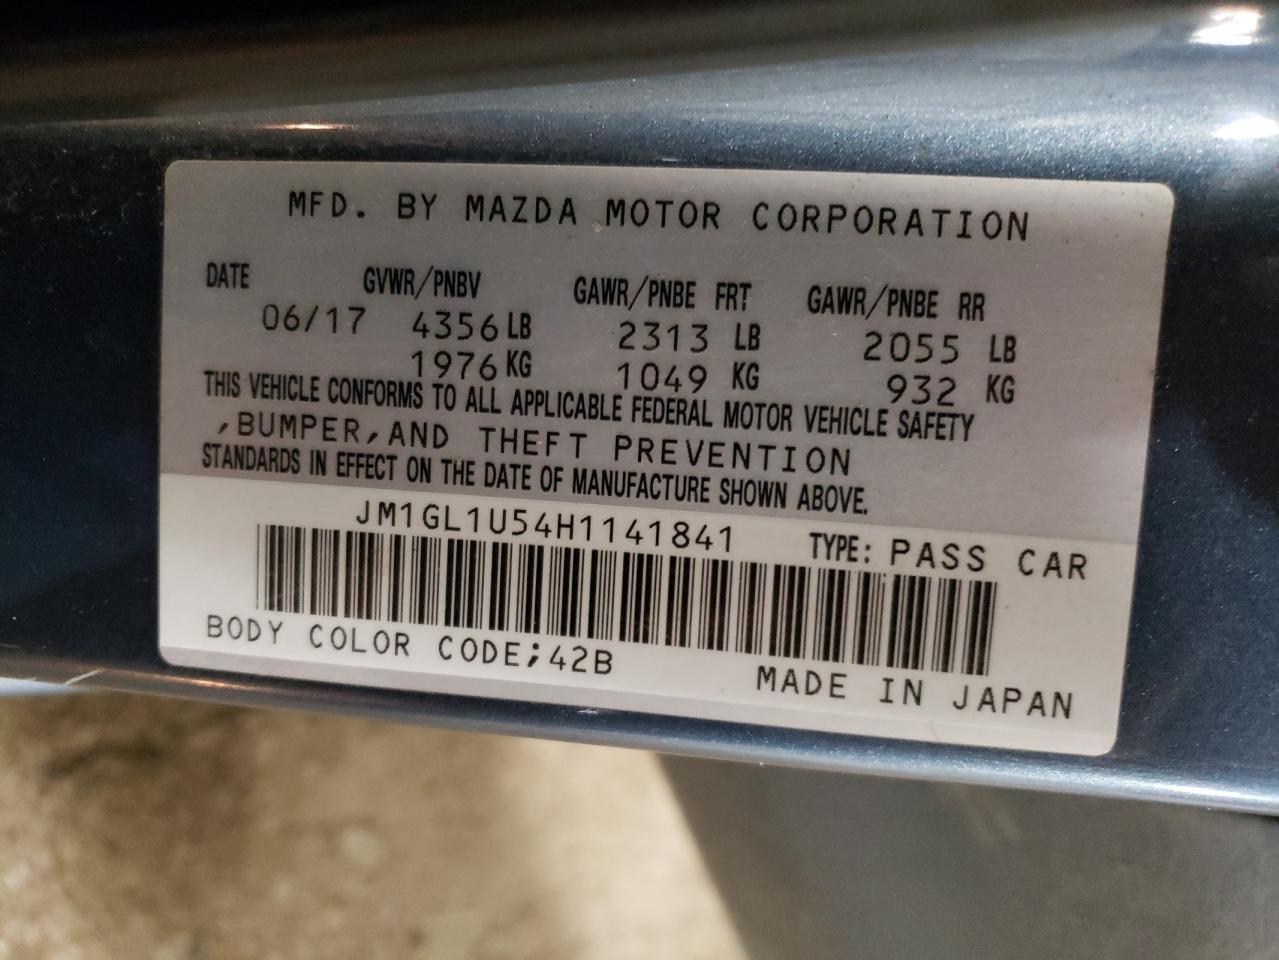 MFD. BY MAZDA MOTOR CORPORATION
DATE GVWR/PNBV GAWR/PNBE FRT GAWR/PNBE RR
06/17 4356 LB 2313 LB 2055 LB
1976 KG 1049 KG 932 KG
THIS VEHICLE CONFORMS TO ALL APPLICABLE FEDERAL MOTOR VEHICLE SAFETY
,BUMPER,AND THEFT PREVENTION
STANDARDS IN EFFECT ON THE DATE OF MANUFACTURE SHOWN ABOVE.
JM1GL1U54H1141841 TYPE: PASS CAR
BODY COLOR CODE;42B MADE IN JAPAN